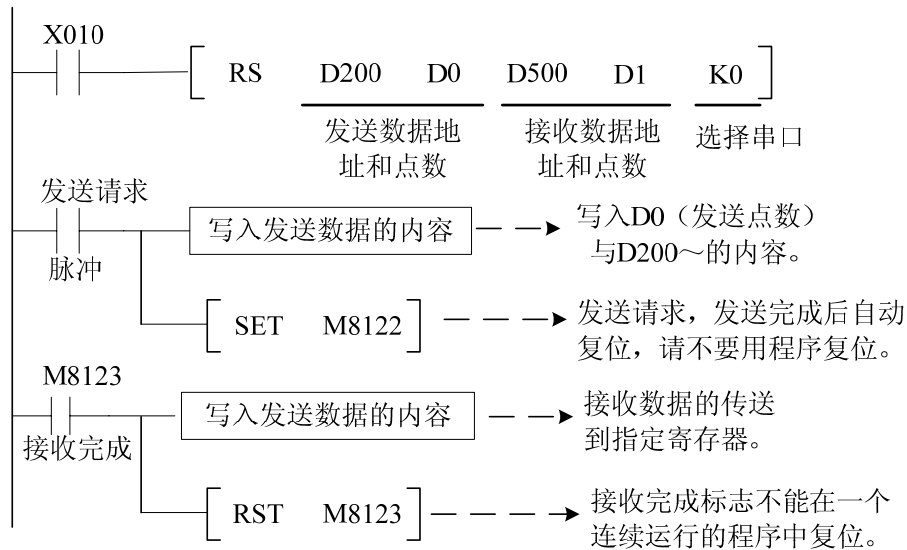 X010
RS D200 D0 D500 D1 K0
发送数据地
址和点数
接收数据地
址和点数
选择串口
发送请求
脉冲
写入发送数据的内容
写入D0（发送点数）
与D200～的内容。
SET M8122
发送请求，发送完成后自动
复位，请不要用程序复位。
M8123
接收完成
写入发送数据的内容
接收数据的传送
到指定寄存器。
RST M8123
接收完成标志不能在一个
连续运行的程序中复位。